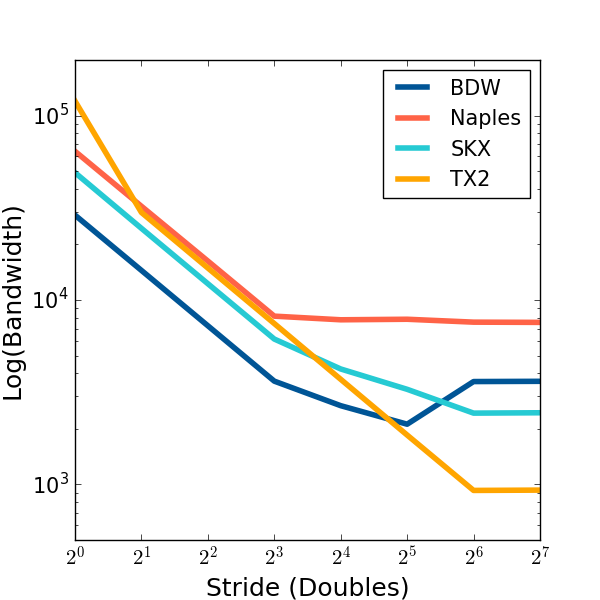 BDW
Naples
SKX
TX2
10^5
10^4
10^3
Log(Bandwidth)
2^0 2^1 2^2 2^3 2^4 2^5 2^6 2^7
Stride (Doubles)